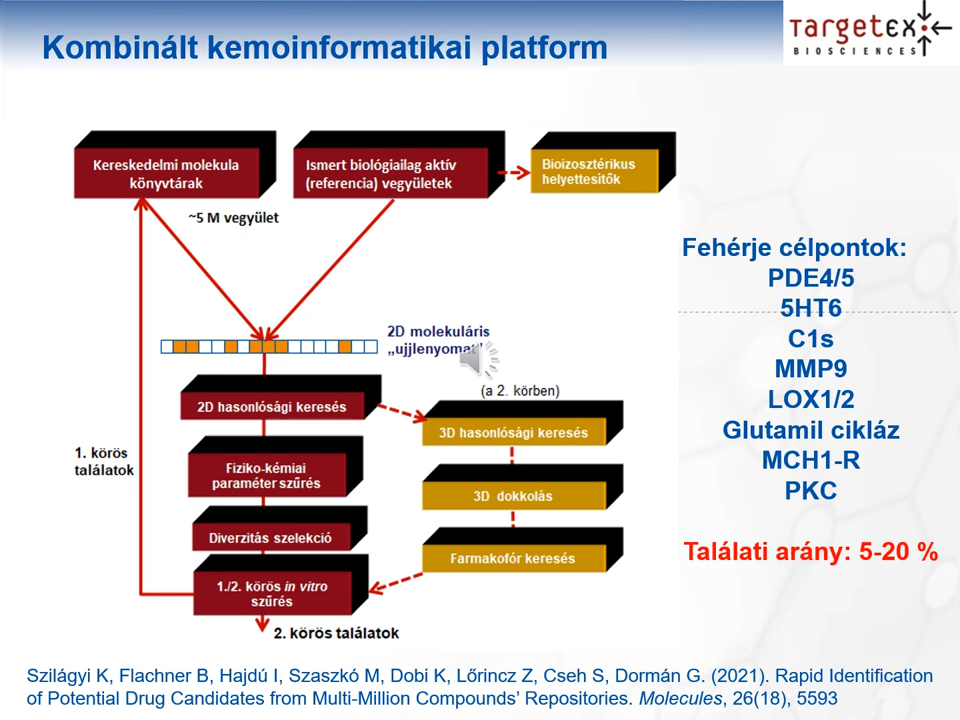 Kombinált kemoinformatikai platform
TARGETEX
BIOSCIENCES
Kereskedelmi molekula
könyvtárak
Ismert biológiailag aktív
(referencia) vegyületek
Bioizosztérikus
helyettesítők
~5 M vegyület
2D molekuláris
„ujjlenyomat”
2D hasonlósági keresés
(a 2. körben)
3D hasonlósági keresés
1. körös
találatok
Fiziko-kémiai
paraméter szűrés
3D dokkolás
Diverzitás szelekció
Farmakofór keresés
1./2. körös in vitro
szűrés
2. körös találatok
Fehérje célpontok:
PDE4/5
5HT6
C1s
MMP9
LOX1/2
Glutamil cikláz
MCH1-R
PKC
Találati arány: 5-20 %
Szilágyi K, Flachner B, Hajdú I, Szaszkó M, Dobi K, Lőrincz Z, Cseh S, Dormán G. (2021). Rapid Identification
of Potential Drug Candidates from Multi-Million Compounds’ Repositories. Molecules, 26(18), 5593